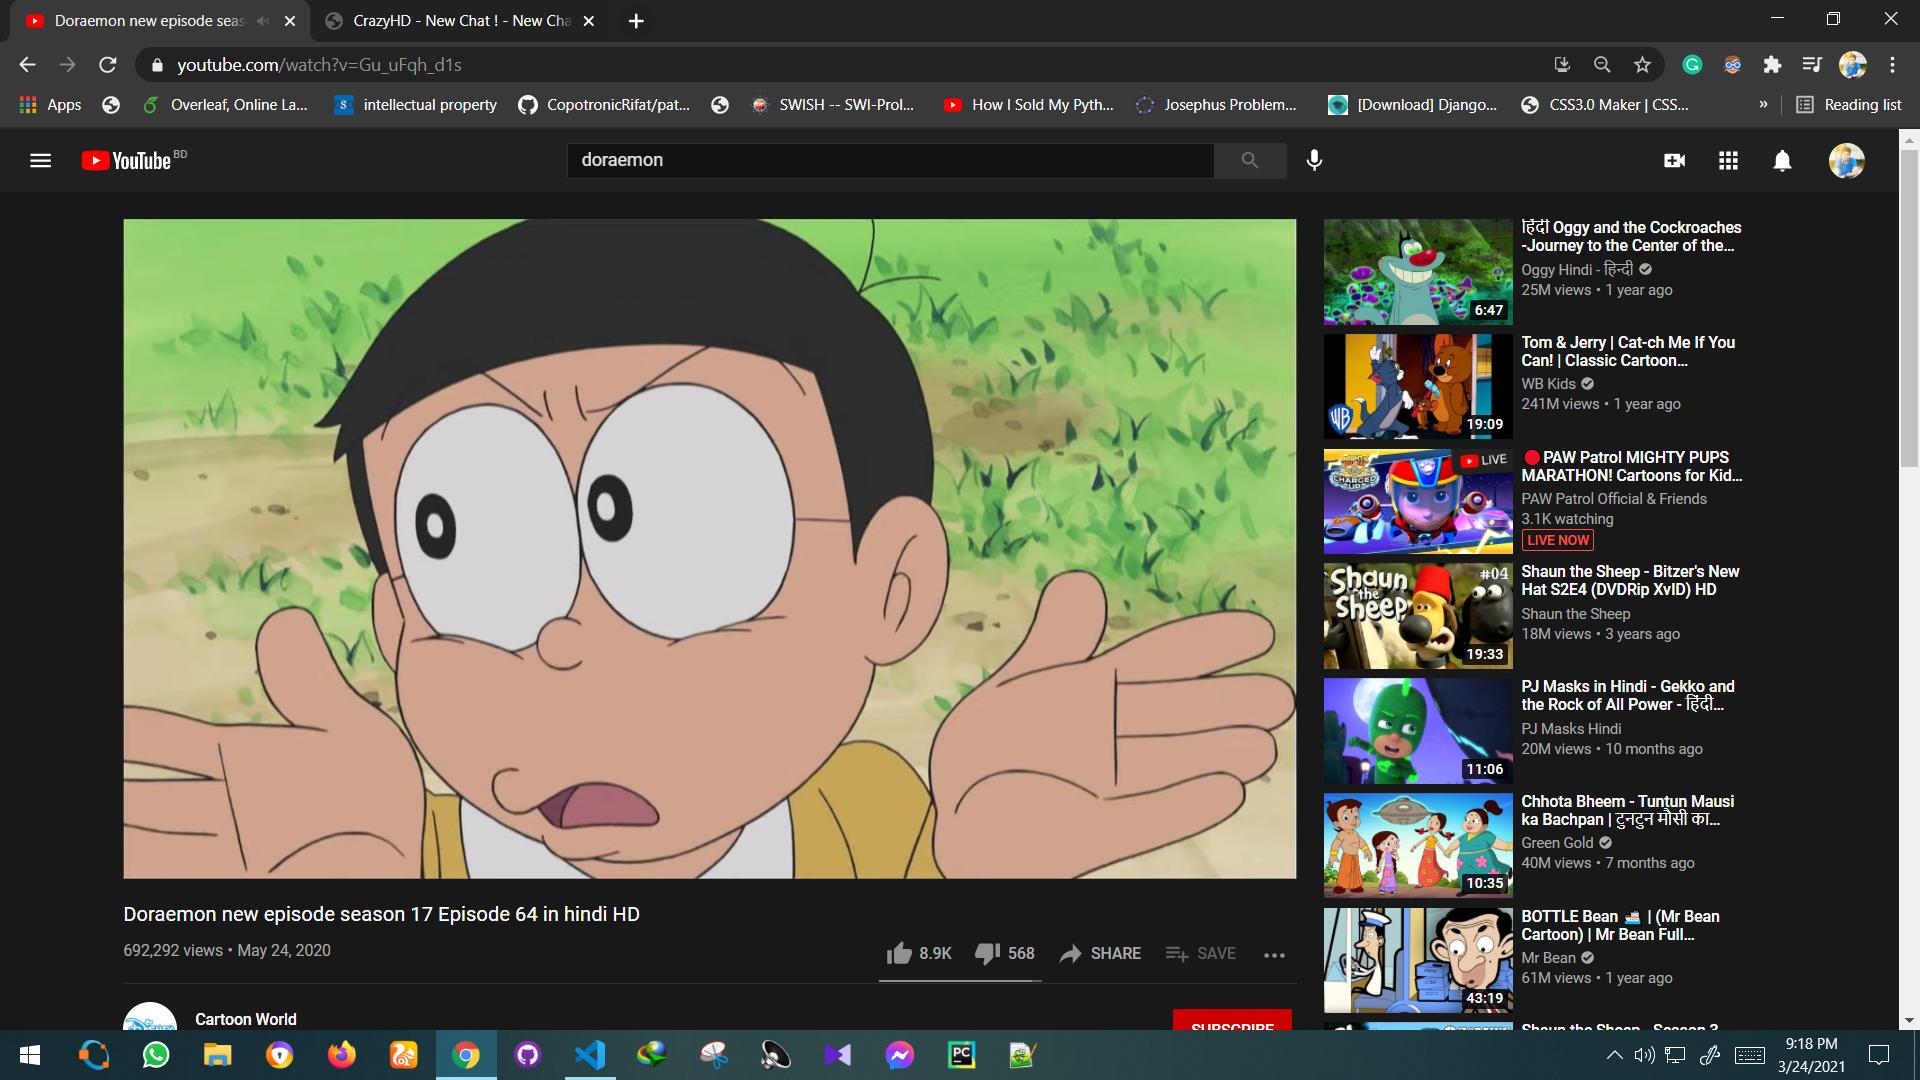 Doraemon new episode seas
CrazyHD - New Chat ! - New Cha
youtube.com/watch?v=Gu_uFqh_d1s
Apps
Overleaf, Online La...
intellectual property
CopotronicRifat/pat...
SWISH -- SWI-Prol...
How I Sold My Pyth...
Josephus Problem...
[Download] Django...
CSS3.0 Maker | CSS...
»
Reading list
YouTube BD
doraemon
Doraemon new episode season 17 Episode 64 in hindi HD
692,292 views • May 24, 2020
8.9K
568
SHARE
SAVE
Cartoon World
SUBSCRIBE
6:47
हिंदी Oggy and the Cockroaches
-Journey to the Center of the...
Oggy Hindi - हिन्दी
25M views • 1 year ago
WB
19:09
Tom & Jerry | Cat-ch Me If You
Can! | Classic Cartoon...
WB Kids
241M views • 1 year ago
LIVE
CHARGED UP
PAW Patrol MIGHTY PUPS
MARATHON! Cartoons for Kid...
PAW Patrol Official & Friends
3.1K watching
LIVE NOW
Shaun the Sheep
#04
19:33
Shaun the Sheep - Bitzer's New
Hat S2E4 (DVDRip XvID) HD
Shaun the Sheep
18M views • 3 years ago
11:06
PJ Masks in Hindi - Gekko and
the Rock of All Power - हिंदी...
PJ Masks Hindi
20M views • 10 months ago
10:35
Chhota Bheem - Tuntun Mausi
ka Bachpan | टुनटुन मौसी का...
Green Gold
40M views • 7 months ago
43:19
BOTTLE Bean 🚢 | (Mr Bean
Cartoon) | Mr Bean Full...
Mr Bean
61M views • 1 year ago
Shaun the Sheep - Season 3
PC
9:18 PM
3/24/2021